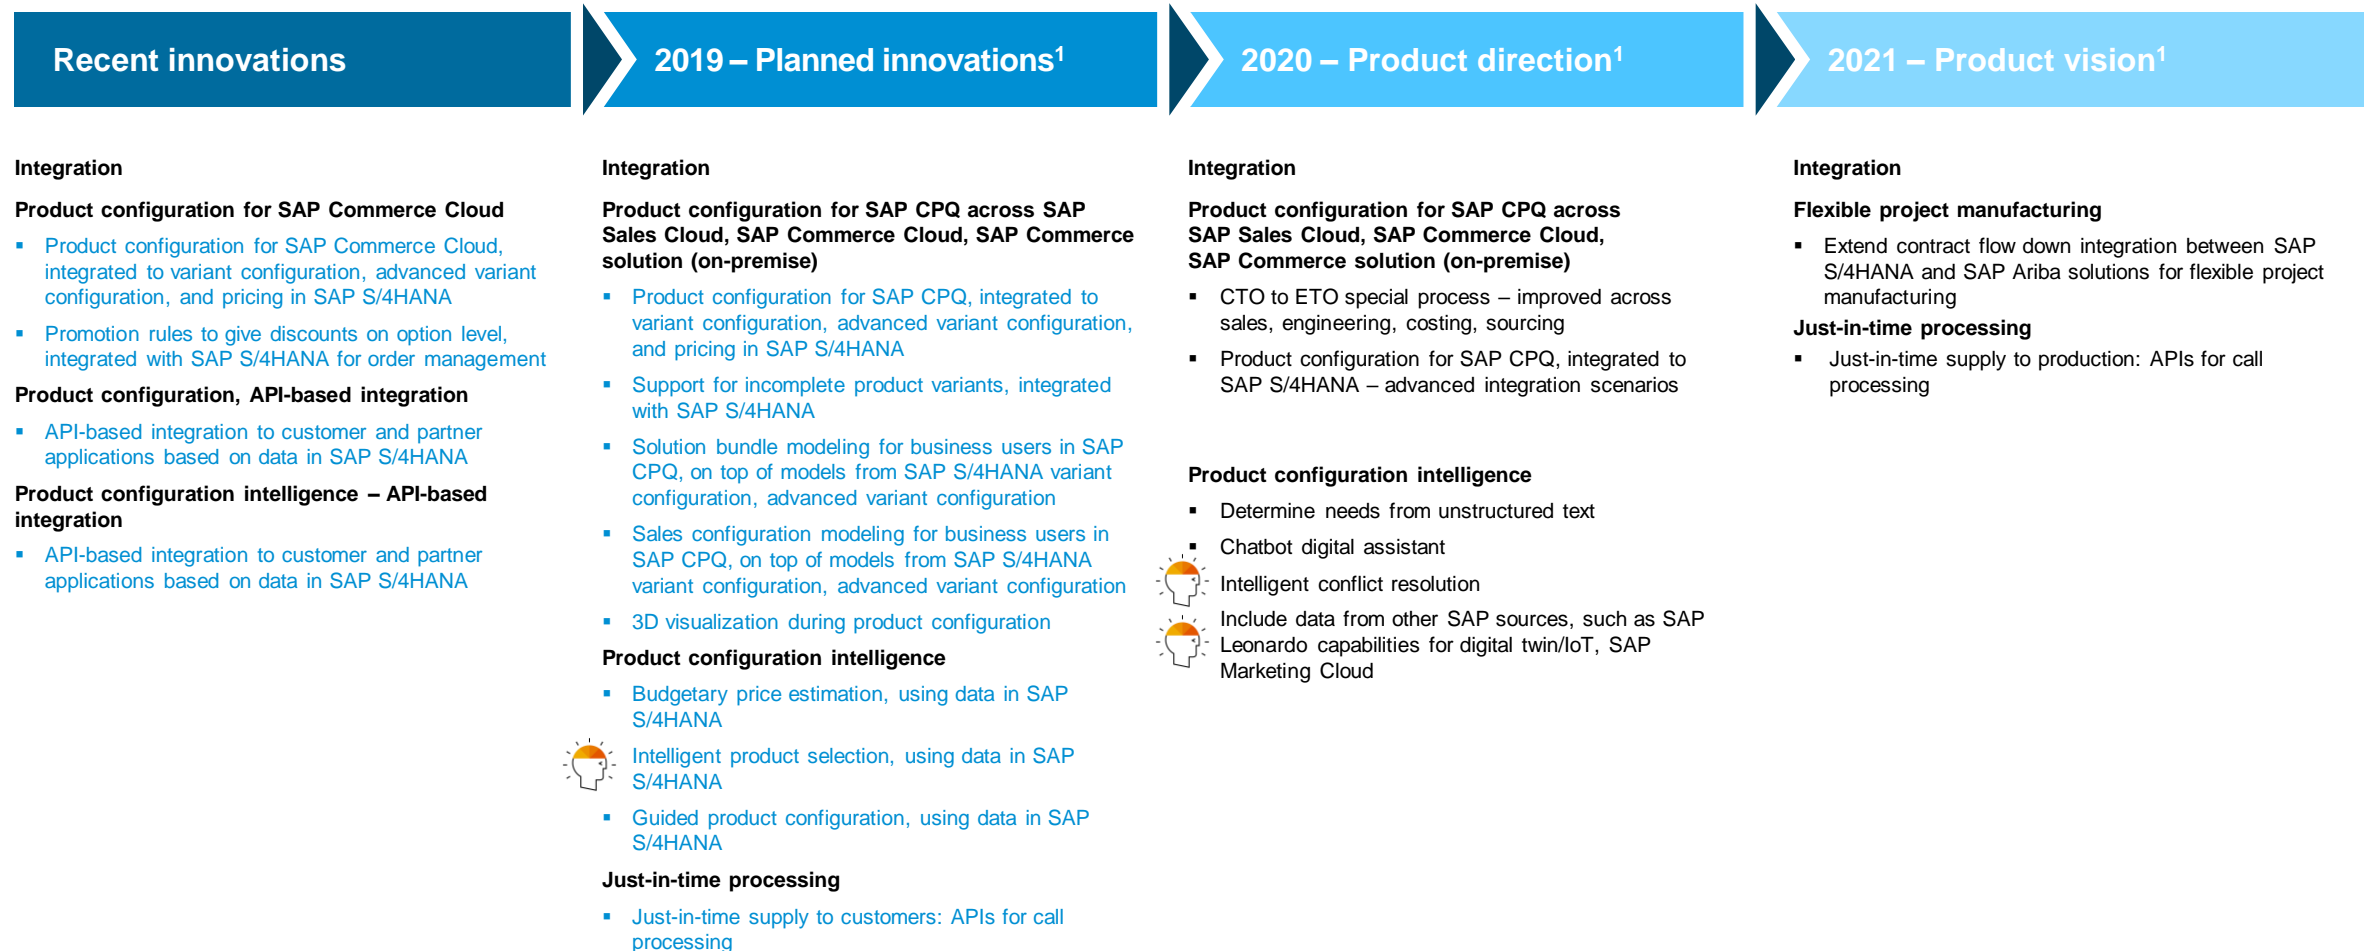 Recent innovations
2019 – Planned innovations¹
2020 – Product direction¹
2021 – Product vision¹
Integration
Product configuration for SAP Commerce Cloud
▪ Product configuration for SAP Commerce Cloud,
integrated to variant configuration, advanced variant
configuration, and pricing in SAP S/4HANA
▪ Promotion rules to give discounts on option level,
integrated with SAP S/4HANA for order management
Product configuration, API-based integration
▪ API-based integration to customer and partner
applications based on data in SAP S/4HANA
Product configuration intelligence – API-based
integration
▪ API-based integration to customer and partner
applications based on data in SAP S/4HANA
Integration
Product configuration for SAP CPQ across SAP
Sales Cloud, SAP Commerce Cloud, SAP Commerce
solution (on-premise)
▪ Product configuration for SAP CPQ, integrated to
variant configuration, advanced variant configuration,
and pricing in SAP S/4HANA
▪ Support for incomplete product variants, integrated
with SAP S/4HANA
▪ Solution bundle modeling for business users in SAP
CPQ, on top of models from SAP S/4HANA variant
configuration, advanced variant configuration
▪ Sales configuration modeling for business users in
SAP CPQ, on top of models from SAP S/4HANA
variant configuration, advanced variant configuration
▪ 3D visualization during product configuration
Product configuration intelligence
▪ Budgetary price estimation, using data in SAP
S/4HANA
Intelligent product selection, using data in SAP
S/4HANA
▪ Guided product configuration, using data in SAP
S/4HANA
Just-in-time processing
▪ Just-in-time supply to customers: APIs for call
processing
Integration
Product configuration for SAP CPQ across
SAP Sales Cloud, SAP Commerce Cloud,
SAP Commerce solution (on-premise)
▪ CTO to ETO special process – improved across
sales, engineering, costing, sourcing
▪ Product configuration for SAP CPQ, integrated to
SAP S/4HANA – advanced integration scenarios
Product configuration intelligence
▪ Determine needs from unstructured text
▪ Chatbot digital assistant
Intelligent conflict resolution
Include data from other SAP sources, such as SAP
Leonardo capabilities for digital twin/IoT, SAP
Marketing Cloud
Integration
Flexible project manufacturing
▪ Extend contract flow down integration between SAP
S/4HANA and SAP Ariba solutions for flexible project
manufacturing
Just-in-time processing
▪ Just-in-time supply to production: APIs for call
processing